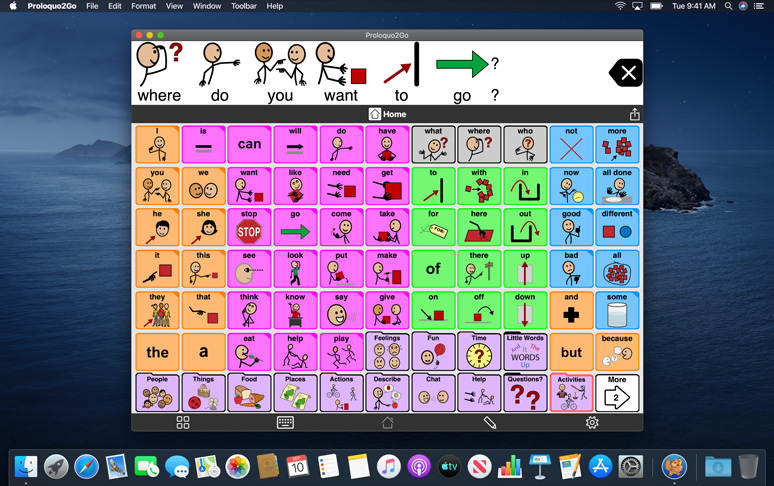 Proloquo2Go File Edit Format View Window Toolbar Help Tue 9:41 AM
Proloquo2Go
?
?
where do you want to go ?
Home
I is can will do have what where who not more
you we want like need get to with in now all done
he she stop go come take for here out good different
STOP
FOR:
it this see look put make of there up bad all
they that think know say give on off down and some
the a eat help play Feelings Fun Time Little Words but because
?
Put It The
WORDS
Up
People Things Food Places Actions Describe Chat Help Questions? Activities More
??
2
SEP
10
tv